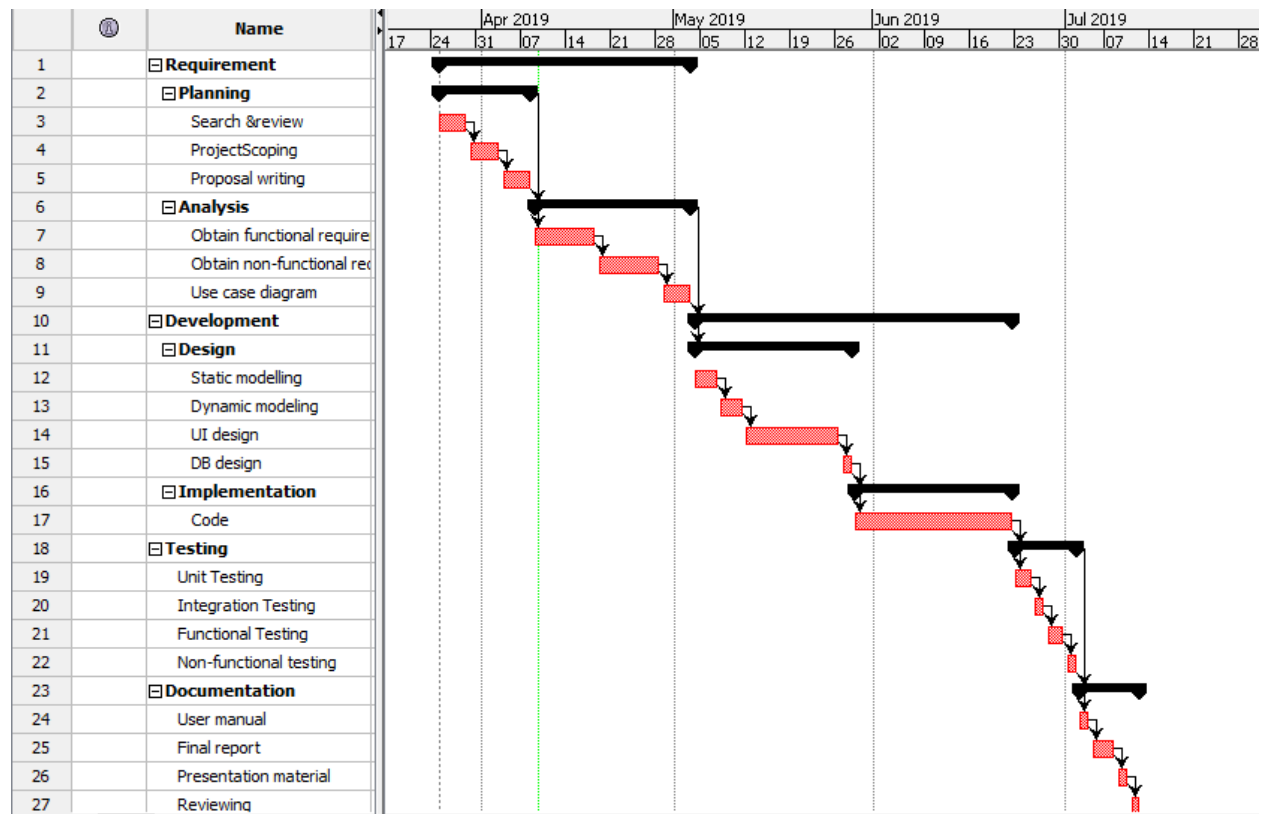 Name
Apr 2019 May 2019 Jun 2019 Jul 2019
17 24 31 07 14 21 28 05 12 19 26 02 09 16 23 30 07 14 21 28
1 Requirement
2 Planning
3 Search &review
4 ProjectScoping
5 Proposal writing
6 Analysis
7 Obtain functional require
8 Obtain non-functional rec
9 Use case diagram
10 Development
11 Design
12 Static modelling
13 Dynamic modeling
14 UI design
15 DB design
16 Implementation
17 Code
18 Testing
19 Unit Testing
20 Integration Testing
21 Functional Testing
22 Non-functional testing
23 Documentation
24 User manual
25 Final report
26 Presentation material
27 Reviewing